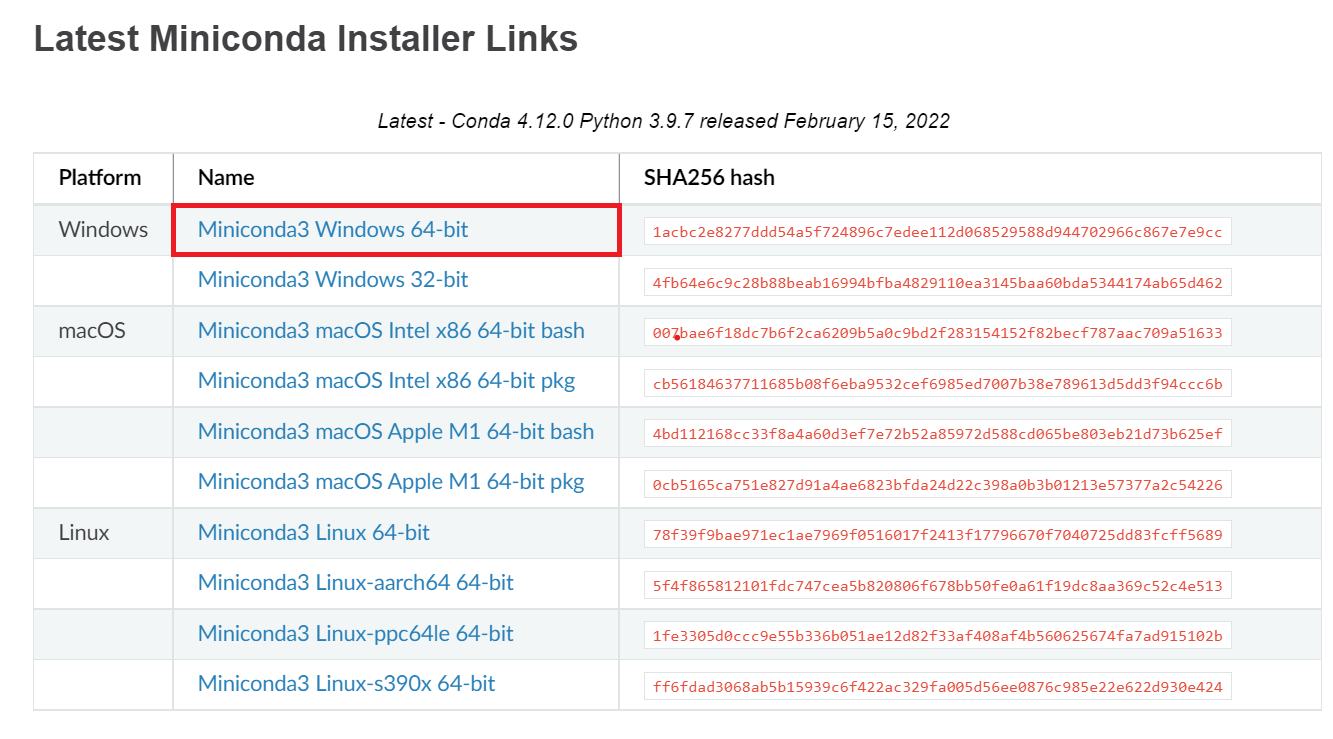 Latest Miniconda Installer Links
Latest - Conda 4.12.0 Python 3.9.7 released February 15, 2022
Platform Name SHA256 hash
Windows Miniconda3 Windows 64-bit 1acbc2e8277ddd54a5f724896c7edee112d068529588d944702966c867e7e9cc
Miniconda3 Windows 32-bit 4fb64e6c9c28b88beab16994bfba4829110ea3145baa60bda5344174ab65d462
macOS Miniconda3 macOS Intel x86 64-bit bash 007bae6f18dc7b6f2ca6209b5a0c9bd2f283154152f82becf787aac709a51633
Miniconda3 macOS Intel x86 64-bit pkg cb56184637711685b08f6eba9532cef6985ed7007b38e789613d5dd3f94ccc6b
Miniconda3 macOS Apple M1 64-bit bash 4bd112168cc33f8a4a60d3ef7e72b52a85972d588cd065be803eb21d73b625ef
Miniconda3 macOS Apple M1 64-bit pkg 0cb5165ca751e827d91a4ae6823bfda24d22c398a0b3b01213e57377a2c54226
Linux Miniconda3 Linux 64-bit 78f39f9bae971ec1ae7969f0516017f2413f17796670f7040725dd83fcff5689
Miniconda3 Linux-aarch64 64-bit 5f4f865812101fdc747cea5b820806f678bb50fe0a61f19dc8aa369c52c4e513
Miniconda3 Linux-ppc64le 64-bit 1fe3305d0ccc9e55b336b051ae12d82f33af408af4b560625674fa7ad915102b
Miniconda3 Linux-s390x 64-bit ff6fdad3068ab5b15939c6f422ac329fa005d56ee0876c985e22e622d930e424